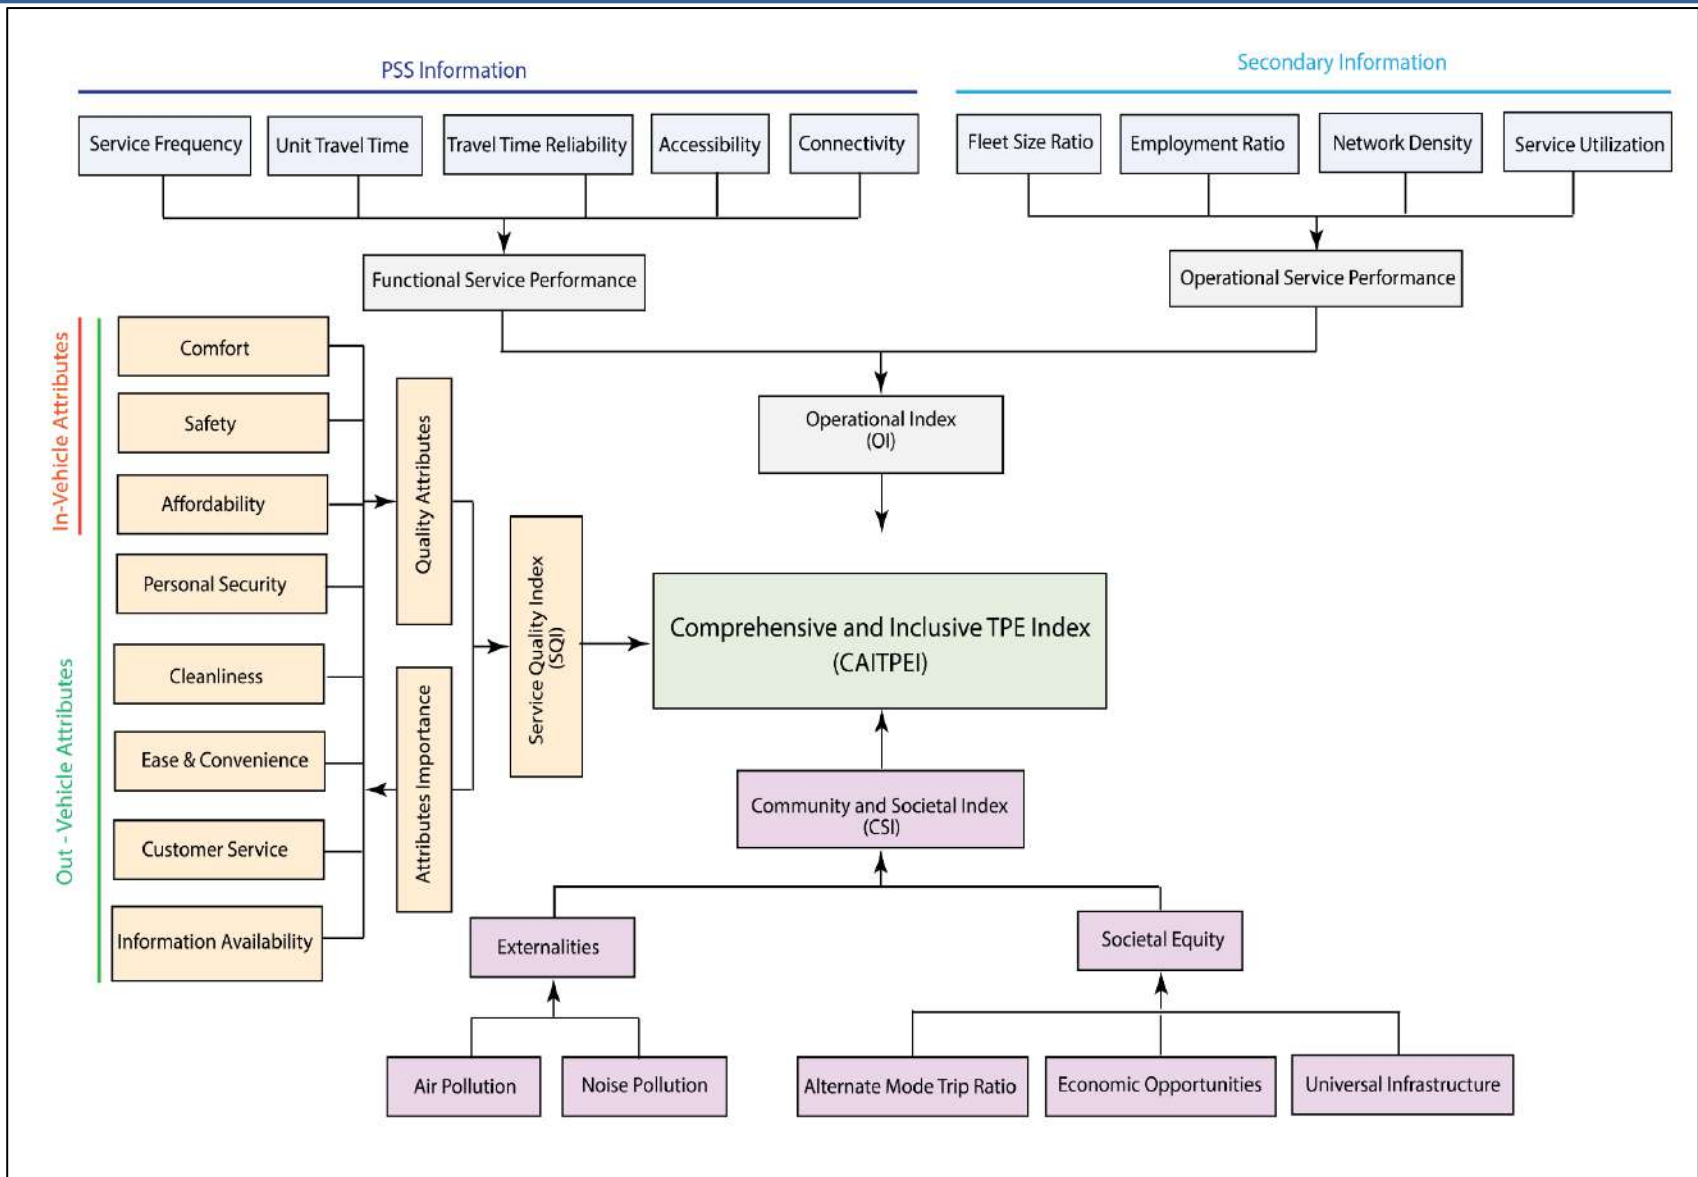 PSS Information
Secondary Information
Service Frequency
Unit Travel Time
Travel Time Reliability
Accessibility
Connectivity
Fleet Size Ratio
Employment Ratio
Network Density
Service Utilization
Functional Service Performance
Operational Service Performance
In-Vehicle Attributes
Out - Vehicle Attributes
Comfort
Safety
Affordability
Personal Security
Cleanliness
Ease & Convenience
Customer Service
Information Availability
Quality Attributes
Attributes Importance
Service Quality Index
(SQI)
Operational Index
(OI)
Comprehensive and Inclusive TPE Index
(CAITPEI)
Community and Societal Index
(CSI)
Externalities
Societal Equity
Air Pollution
Noise Pollution
Alternate Mode Trip Ratio
Economic Opportunities
Universal Infrastructure